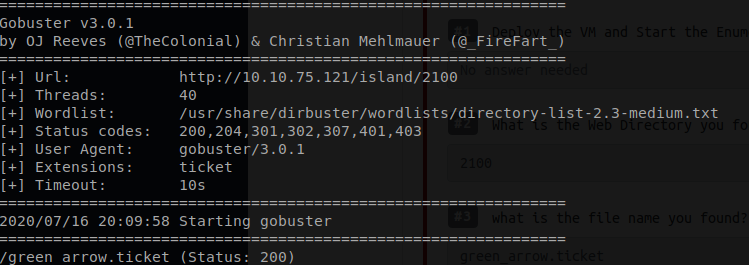 ===============================================================
Gobuster v3.0.1
by OJ Reeves (@TheColonial) & Christian Mehlmauer (@_FireFart_)
===============================================================
[+] Url:            http://10.10.75.121/island/2100
[+] Threads:        40
[+] Wordlist:       /usr/share/dirbuster/wordlists/directory-list-2.3-medium.txt
[+] Status codes:   200,204,301,302,307,401,403
[+] User Agent:     gobuster/3.0.1
[+] Extensions:     ticket
[+] Timeout:        10s
===============================================================
2020/07/16 20:09:58 Starting gobuster
===============================================================
/green_arrow.ticket (Status: 200)
#1 Deploy the VM and Start the Enum
No answer needed
#2 What is the Web Directory you fo
2100
#3 what is the file name you found?
green_arrow.ticket